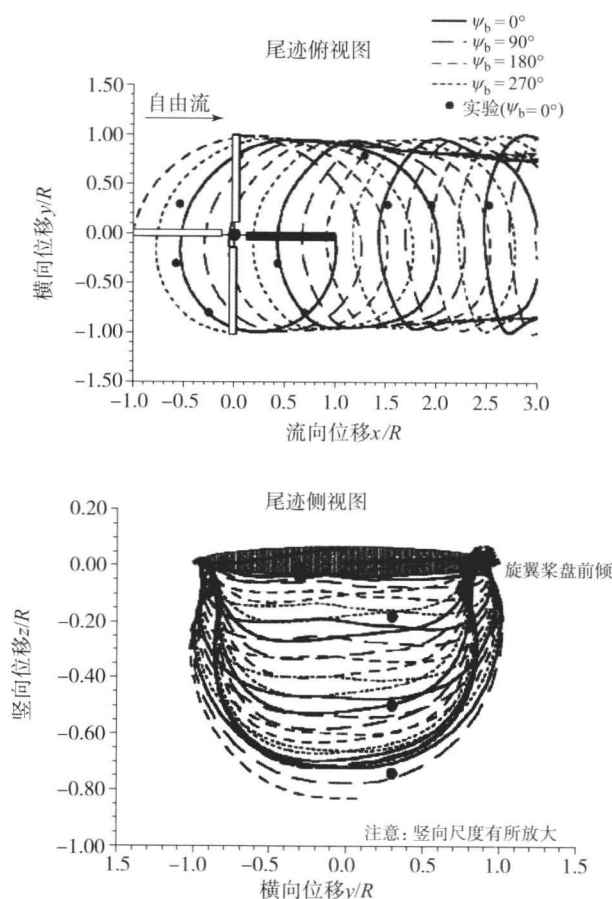 尾迹俯视图
ψb=0°
ψb=90°
ψb=180°
ψb=270°
实验(ψb=0°)
自由流
横向位移y/R
1.50
1.00
0.50
0.00
-0.50
-1.00
-1.50
-1.0 -0.5 0.0 0.5 1.0 1.5 2.0 2.5 3.0
流向位移x/R
尾迹侧视图
竖向位移z/R
0.20
0.00
-0.20
-0.40
-0.60
-0.80
-1.00
旋翼桨盘前倾
注意: 竖向尺度有所放大
1.5 -1.0 -0.5 0.0 0.5 1.0 1.5
横向位移y/R